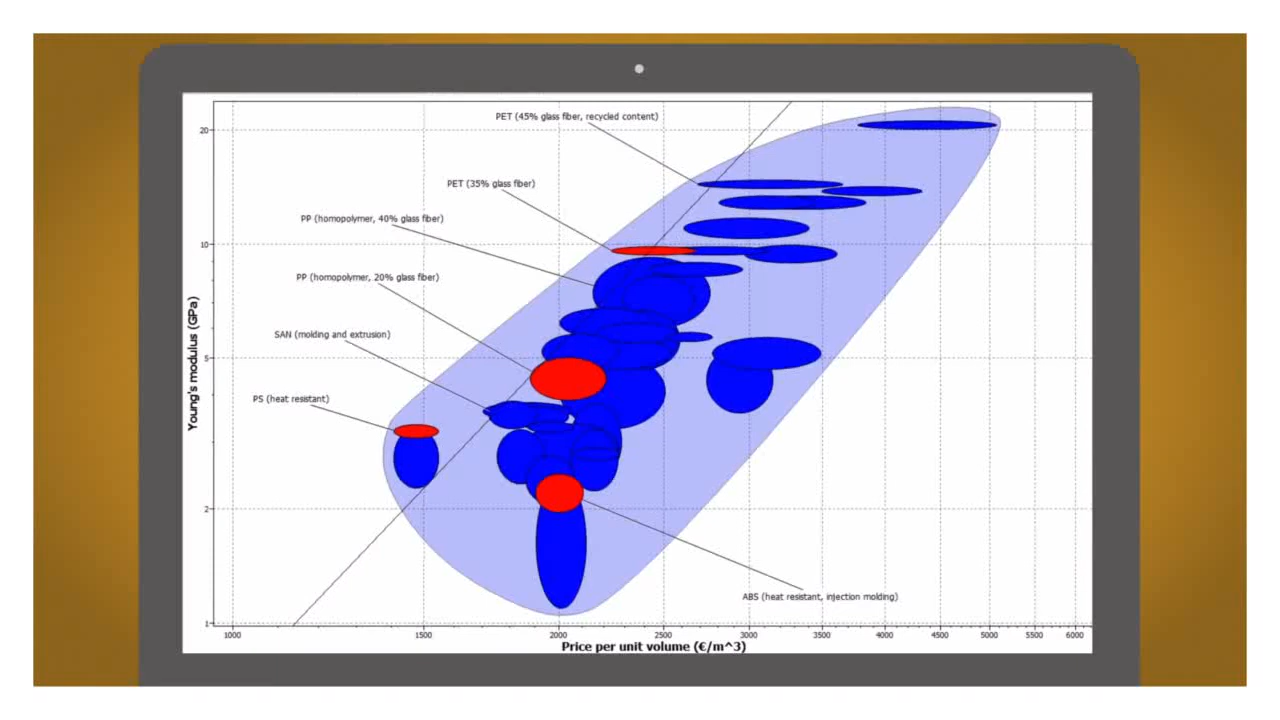 PET (45% glass fiber, recycled content)
20
PET (35% glass fiber)
PP (homopolymer, 40% glass fiber)
10
PP (homopolymer, 20% glass fiber)
Young's modulus (GPa)
SAN (molding and extrusion)
5
PS (heat resistant)
2
ABS (heat resistant, injection molding)
1
1000 1500 2000 2500 3000 3500 4000 4500 5000 5500 6000
Price per unit volume (€/m^3)